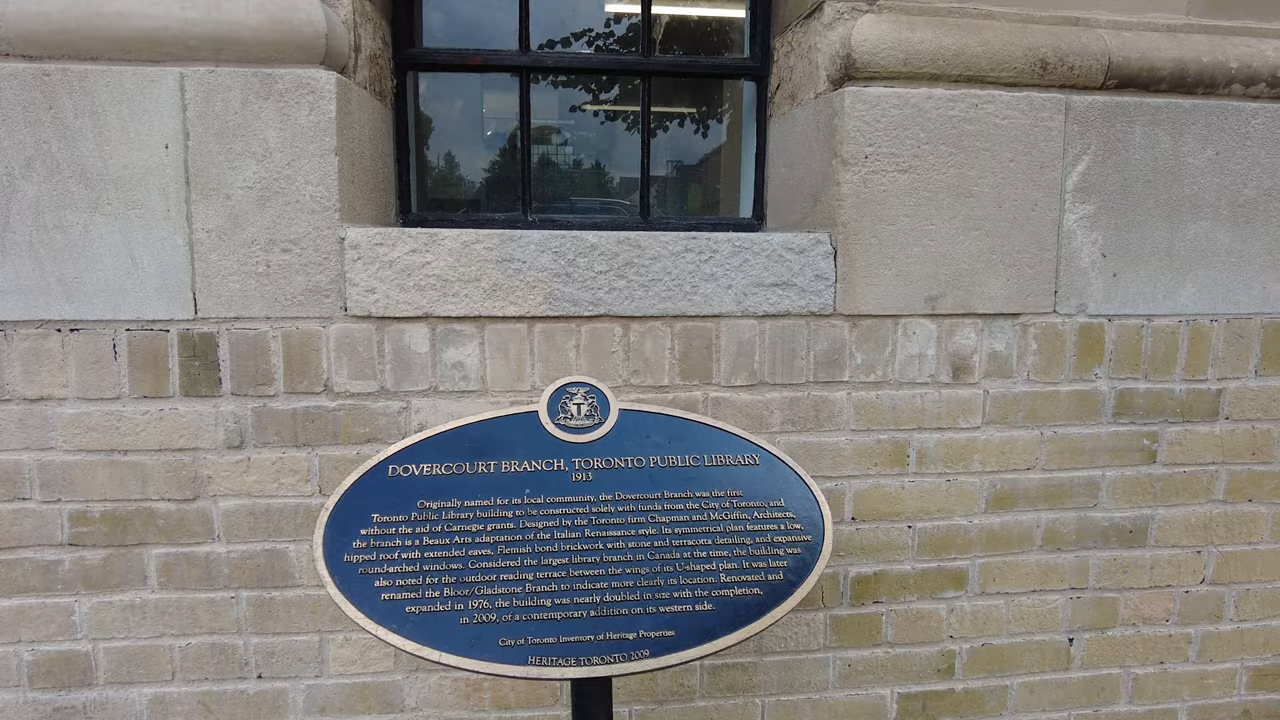 T
DOVERCOURT BRANCH, TORONTO PUBLIC LIBRARY
1913
Originally named for its local community, the Dovercourt Branch was the first
Toronto Public Library building to be constructed solely with funds from the City of Toronto, and
without the aid of Carnegie grants. Designed by the Toronto firm Chapman and McGiffin, Architects,
the branch is a Beaux Arts adaptation of the Italian Renaissance style. Its symmetrical plan features a low,
hipped roof with extended eaves, Flemish bond brickwork with stone and terracotta detailing, and expansive
round-arched windows. Considered the largest library branch in Canada at the time, the building was
also noted for the outdoor reading terrace between the wings of its U-shaped plan. It was later
renamed the Bloor/Gladstone Branch to indicate more clearly its location. Renovated and
expanded in 1976, the building was nearly doubled in size with the completion,
in 2009, of a contemporary addition on its western side.
City of Toronto Inventory of Heritage Properties
HERITAGE TORONTO 2009